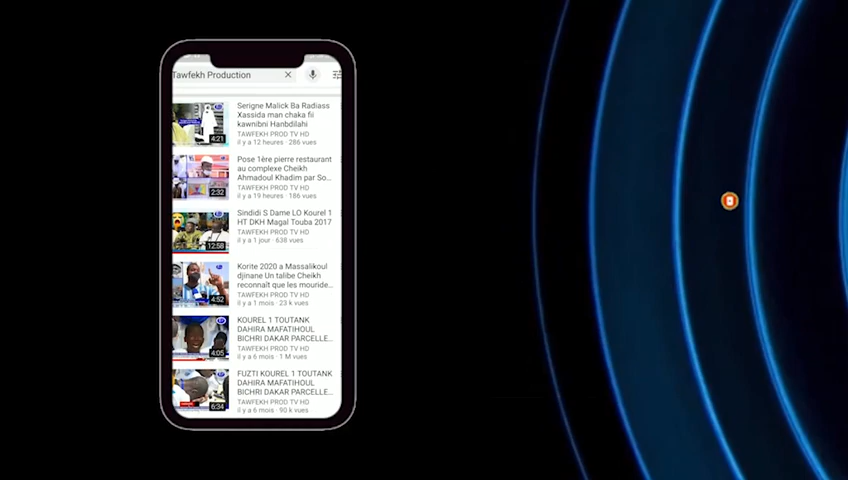 Tawfekh Production
Serigne Malick Ba Radiass
Xassida man chaka fii
kawnibni Hanbdilahi
TAWFEKH PROD TV HD
il y a 12 heures · 286 vues
4:21
Pose 1ère pierre restaurant
au complexe Cheikh
Ahmadoul Khadim par So...
TAWFEKH PROD TV HD
il y a 19 heures · 186 vues
2:32
Sindidi S Dame LO Kourel 1
HT DKH Magal Touba 2017
TAWFEKH PROD TV HD
il y a 1 jour · 638 vues
12:58
Korite 2020 a Massalikoul
djinane Un talibe Cheikh
reconnaît que les mouride...
TAWFEKH PROD TV HD
il y a 1 mois · 23 k vues
4:52
KOUREL 1 TOUTANK
DAHIRA MAFATIHOUL
BICHRI DAKAR PARCELLE...
TAWFEKH PROD TV HD
il y a 6 mois · 1 M vues
4:05
FUZTI KOUREL 1 TOUTANK
DAHIRA MAFATIHOUL
BICHRI DAKAR PARCELLE...
TAWFEKH PROD TV HD
il y a 6 mois · 90 k vues
6:34